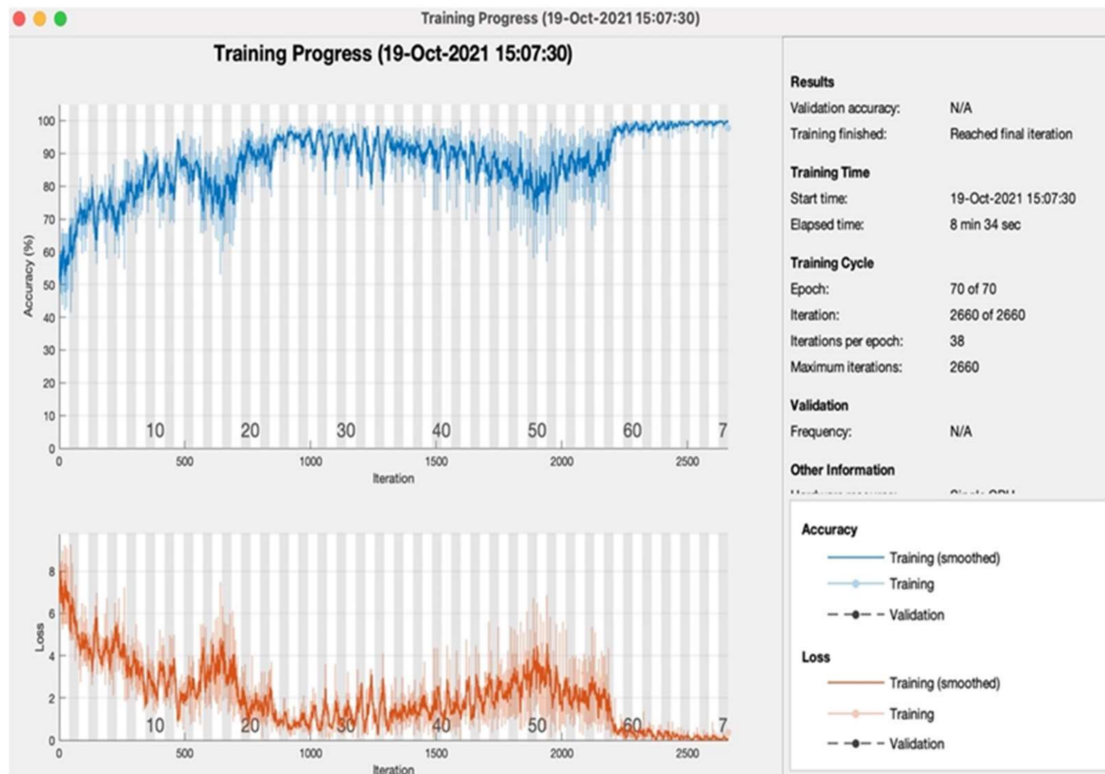 Training Progress (19-Oct-2021 15:07:30)
Training Progress (19-Oct-2021 15:07:30)
100
90
80
70
60
50
40
30
20
10
0
Accuracy (%)
10 20 30 40 50 60 7
0 500 1000 1500 2000 2500
Iteration
8
6
4
2
0
Loss
10 20 30 40 50 60 7
0 500 1000 1500 2000 2500
Iteration
Results
Validation accuracy: N/A
Training finished: Reached final iteration
Training Time
Start time: 19-Oct-2021 15:07:30
Elapsed time: 8 min 34 sec
Training Cycle
Epoch: 70 of 70
Iteration: 2660 of 2660
Iterations per epoch: 38
Maximum iterations: 2660
Validation
Frequency: N/A
Other Information
Accuracy
Training (smoothed)
Training
Validation
Loss
Training (smoothed)
Training
Validation